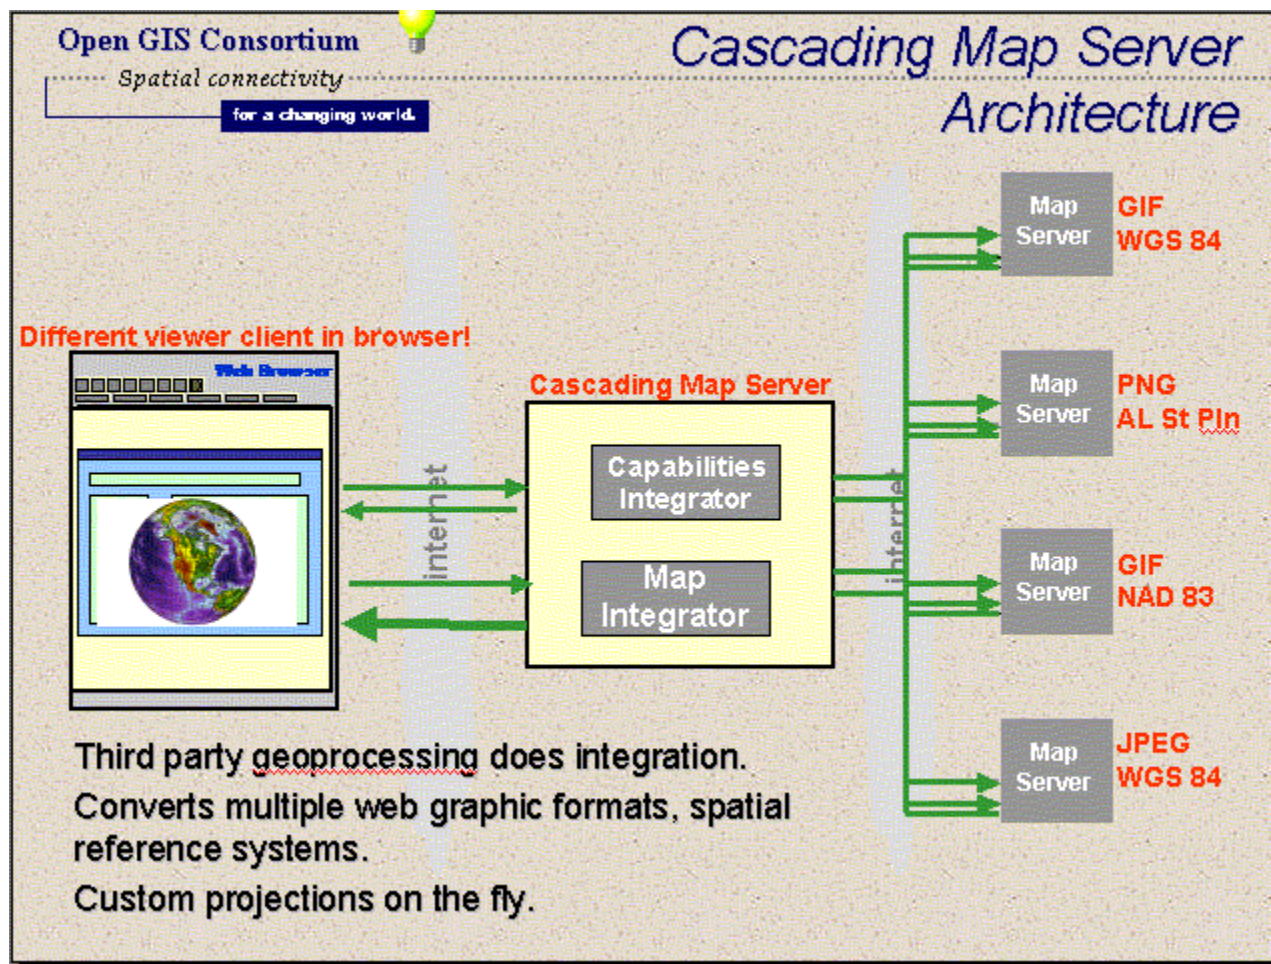 Open GIS Consortium
Spatial connectivity
for a changing world.
Cascading Map Server
Architecture
Different viewer client in browser!
Web Browser
internet
Cascading Map Server
Capabilities
Integrator
Map
Integrator
internet
Map
Server
GIF
WGS 84
Map
Server
PNG
AL St Pln
Map
Server
GIF
NAD 83
Map
Server
JPEG
WGS 84
Third party geoprocessing does integration.
Converts multiple web graphic formats, spatial
reference systems.
Custom projections on the fly.